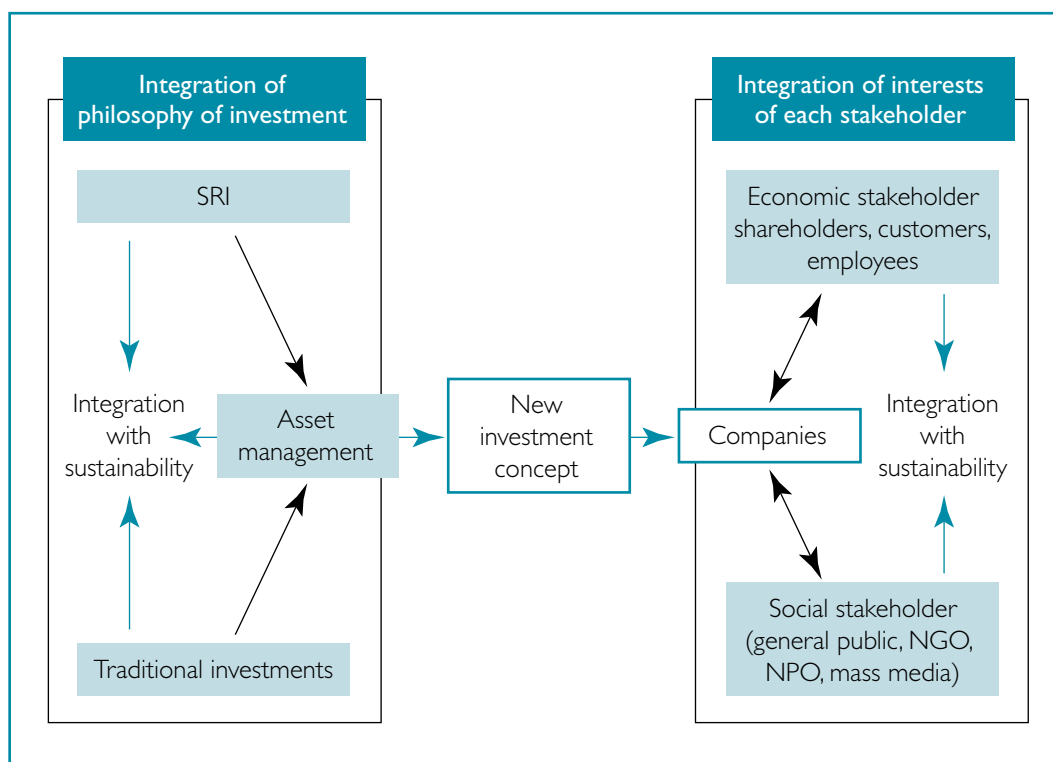 Integration of
philosophy of investment
SRI
Integration
with
sustainability
Asset
management
Traditional investments
New
investment
concept
Integration of interests
of each stakeholder
Economic stakeholder
shareholders, customers,
employees
Companies
Integration
with
sustainability
Social stakeholder
(general public, NGO,
NPO, mass media)